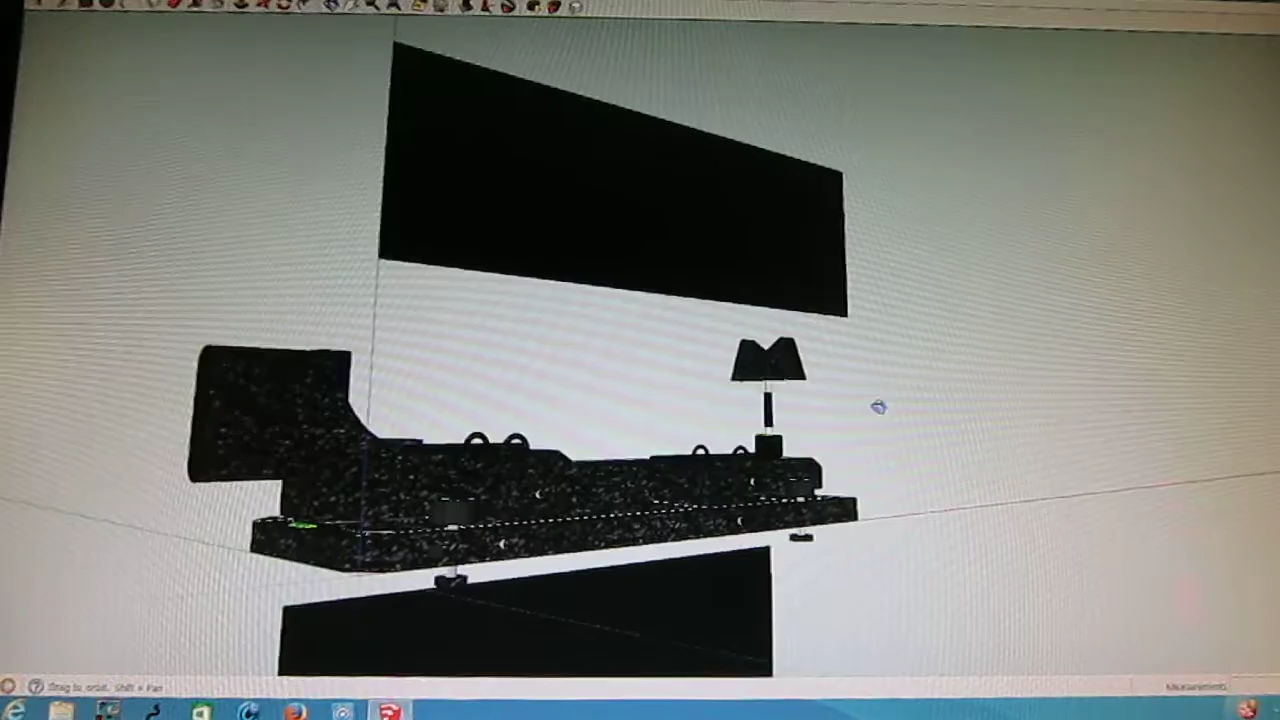 Drag to orbit. Shift = Pan
Measurements